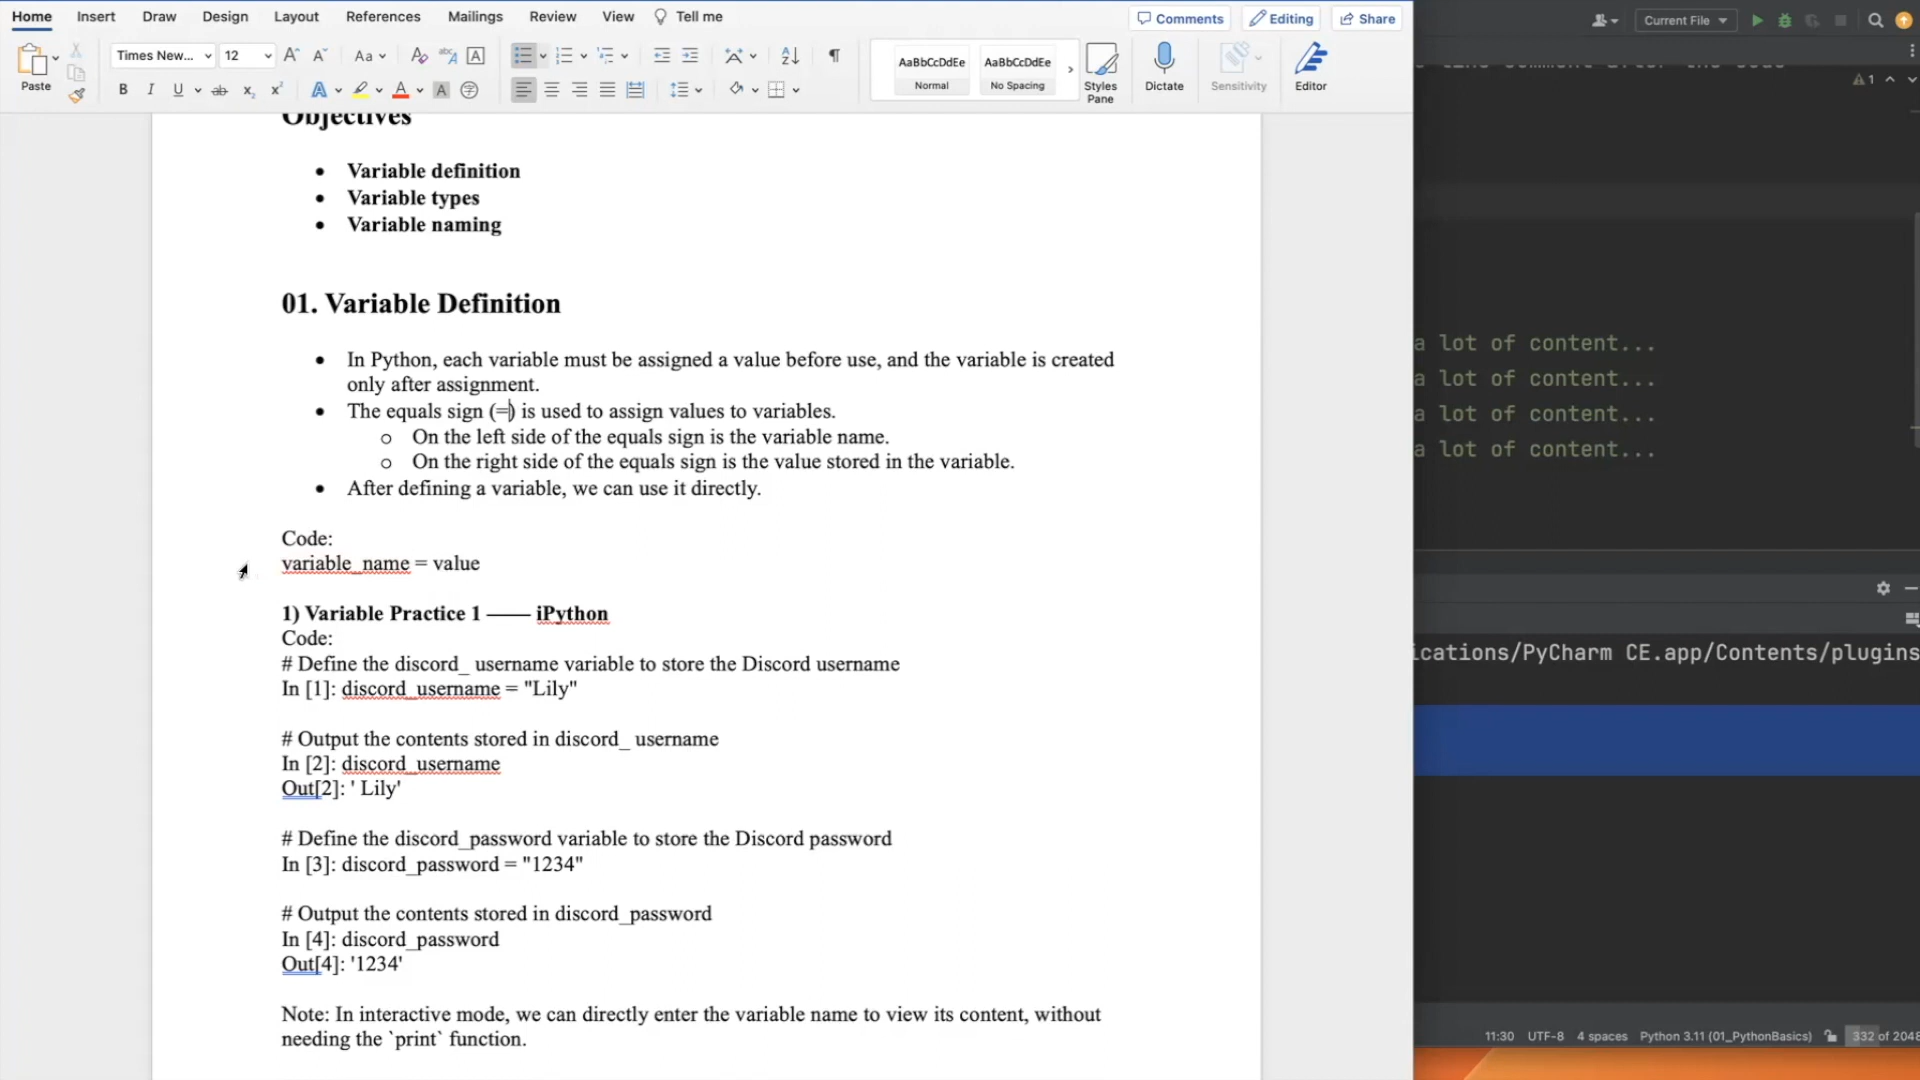 Home Insert Draw Design Layout References Mailings Review View Tell me
Comments Editing Share
Current File
Times New... 12
Aa
AaBbCcDdEe AaBbCcDdEe
Normal No Spacing
Paste
Styles
Pane
Dictate
Sensitivity
Editor
B I U ab x₂ x²
1
Objectives
• Variable definition
• Variable types
• Variable naming
01. Variable Definition
• In Python, each variable must be assigned a value before use, and the variable is created
only after assignment.
• The equals sign (=) is used to assign values to variables.
o On the left side of the equals sign is the variable name.
o On the right side of the equals sign is the value stored in the variable.
• After defining a variable, we can use it directly.
Code:
variable_name = value
1) Variable Practice 1 —— iPython
Code:
# Define the discord_ username variable to store the Discord username
In [1]: discord_username = "Lily"
# Output the contents stored in discord_ username
In [2]: discord_username
Out[2]: ' Lily'
# Define the discord_password variable to store the Discord password
In [3]: discord_password = "1234"
# Output the contents stored in discord_password
In [4]: discord_password
Out[4]: '1234'
Note: In interactive mode, we can directly enter the variable name to view its content, without
needing the `print` function.
a lot of content...
a lot of content...
a lot of content...
a lot of content...
ications/PyCharm CE.app/Contents/plugins
11:30 UTF-8 4 spaces Python 3.11 (01_PythonBasics) 332 of 2048